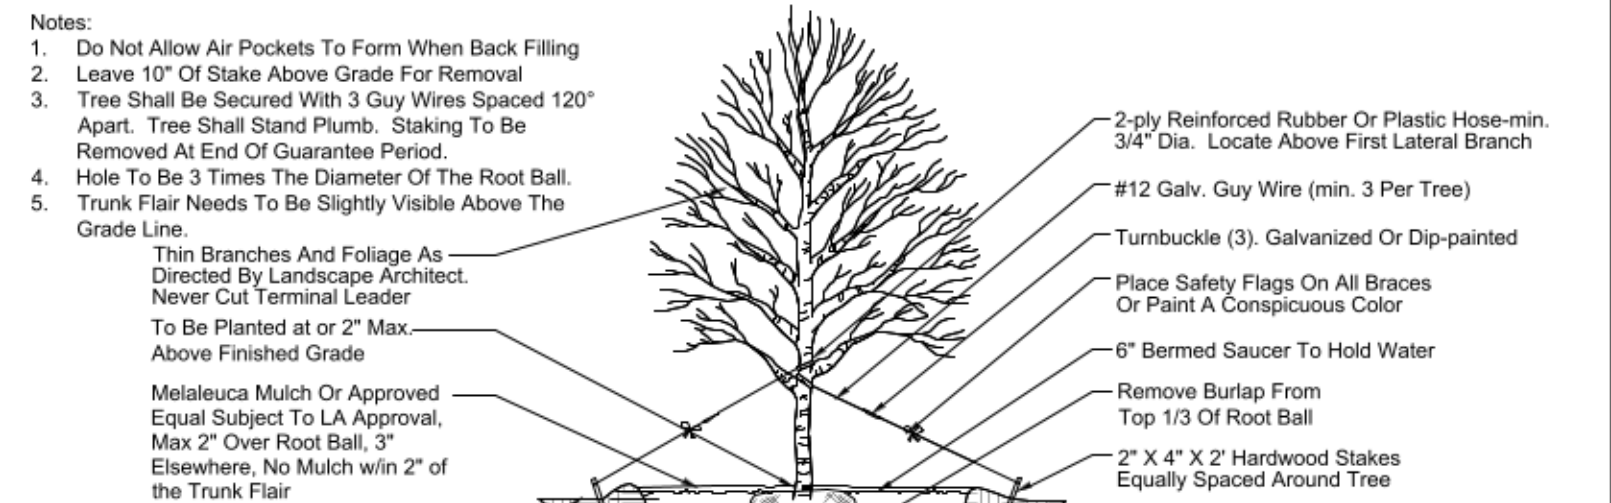 Notes:
1. Do Not Allow Air Pockets To Form When Back Filling
2. Leave 10" Of Stake Above Grade For Removal
3. Tree Shall Be Secured With 3 Guy Wires Spaced 120°
Apart. Tree Shall Stand Plumb. Staking To Be
Removed At End Of Guarantee Period.
4. Hole To Be 3 Times The Diameter Of The Root Ball.
5. Trunk Flair Needs To Be Slightly Visible Above The
Grade Line.
Thin Branches And Foliage As
Directed By Landscape Architect.
Never Cut Terminal Leader
To Be Planted at or 2" Max.
Above Finished Grade
Melaleuca Mulch Or Approved
Equal Subject To LA Approval,
Max 2" Over Root Ball, 3"
Elsewhere, No Mulch w/in 2" of
the Trunk Flair
2-ply Reinforced Rubber Or Plastic Hose-min.
3/4" Dia. Locate Above First Lateral Branch
#12 Galv. Guy Wire (min. 3 Per Tree)
Turnbuckle (3). Galvanized Or Dip-painted
Place Safety Flags On All Braces
Or Paint A Conspicuous Color
6" Bermed Saucer To Hold Water
Remove Burlap From
Top 1/3 Of Root Ball
2" X 4" X 2' Hardwood Stakes
Equally Spaced Around Tree